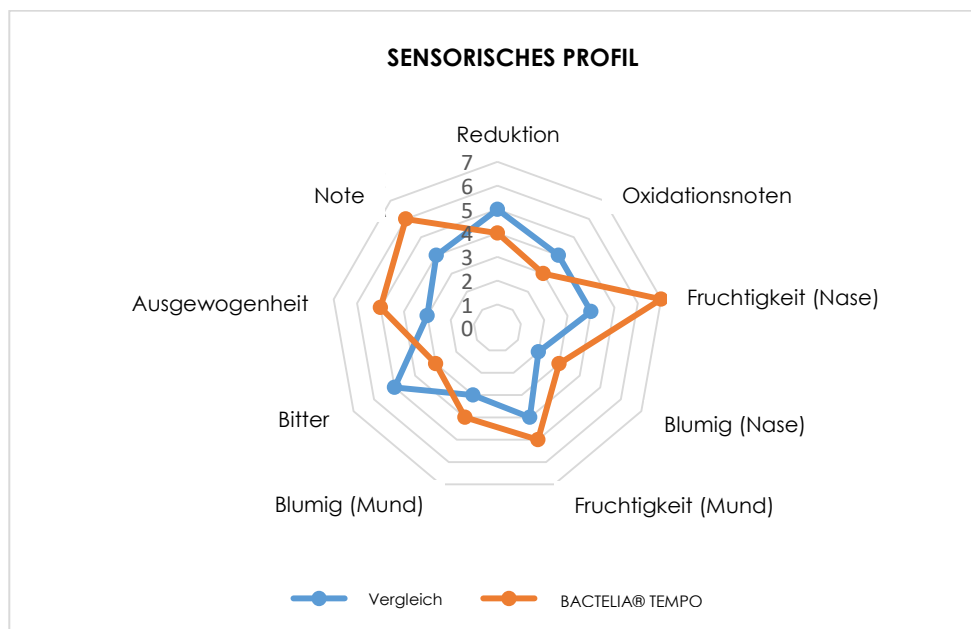 SENSORISCHES PROFIL
Reduktion
7
6
5
4
3
2
1
0
Oxidationsnoten
Fruchtigkeit (Nase)
Blumig (Nase)
Fruchtigkeit (Mund)
Blumig (Mund)
Bitter
Ausgewogenheit
Note
Vergleich
BACTELIA® TEMPO